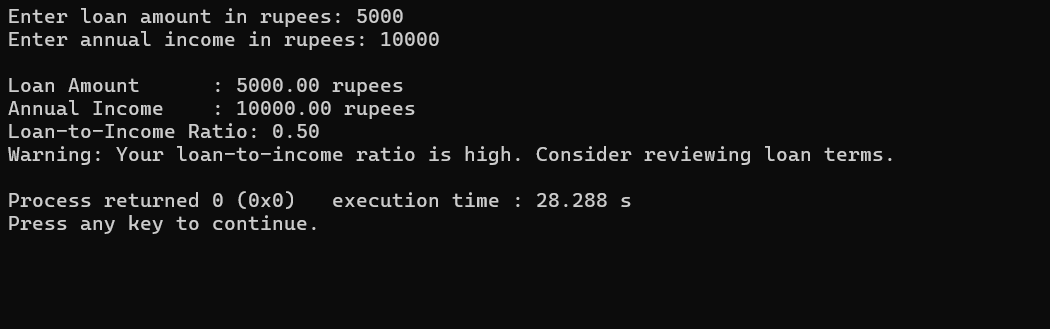 Enter loan amount in rupees: 5000
Enter annual income in rupees: 10000
Loan Amount      : 5000.00 rupees
Annual Income    : 10000.00 rupees
Loan-to-Income Ratio: 0.50
Warning: Your loan-to-income ratio is high. Consider reviewing loan terms.
Process returned 0 (0x0)   execution time : 28.288 s
Press any key to continue.